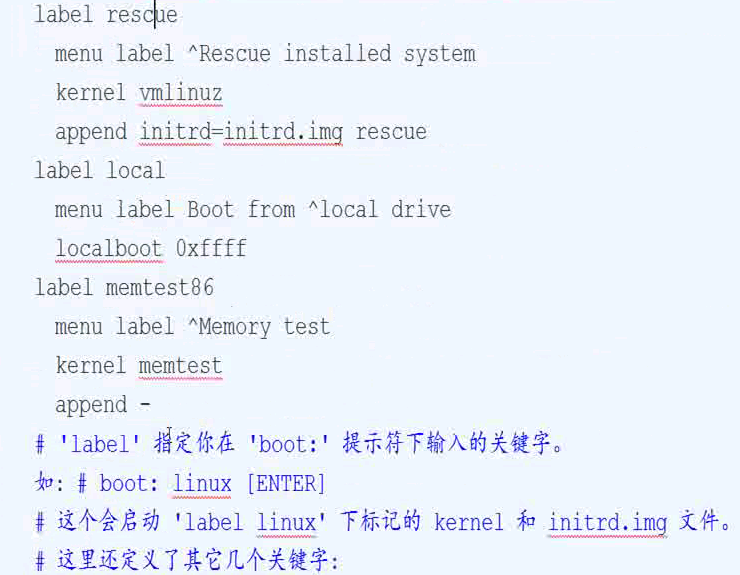 label rescue
menu label ^Rescue installed system
kernel vmlinuz
append initrd=initrd.img rescue
label local
menu label Boot from ^local drive
localboot 0xffff
label memtest86
menu label ^Memory test
kernel memtest
append -
# 'label' 指定你在 'boot:' 提示符下输入的关键字。
如: # boot: linux [ENTER]
# 这个会启动 'label linux' 下标记的 kernel 和 initrd.img 文件。
# 这里还定义了其它几个关键字: